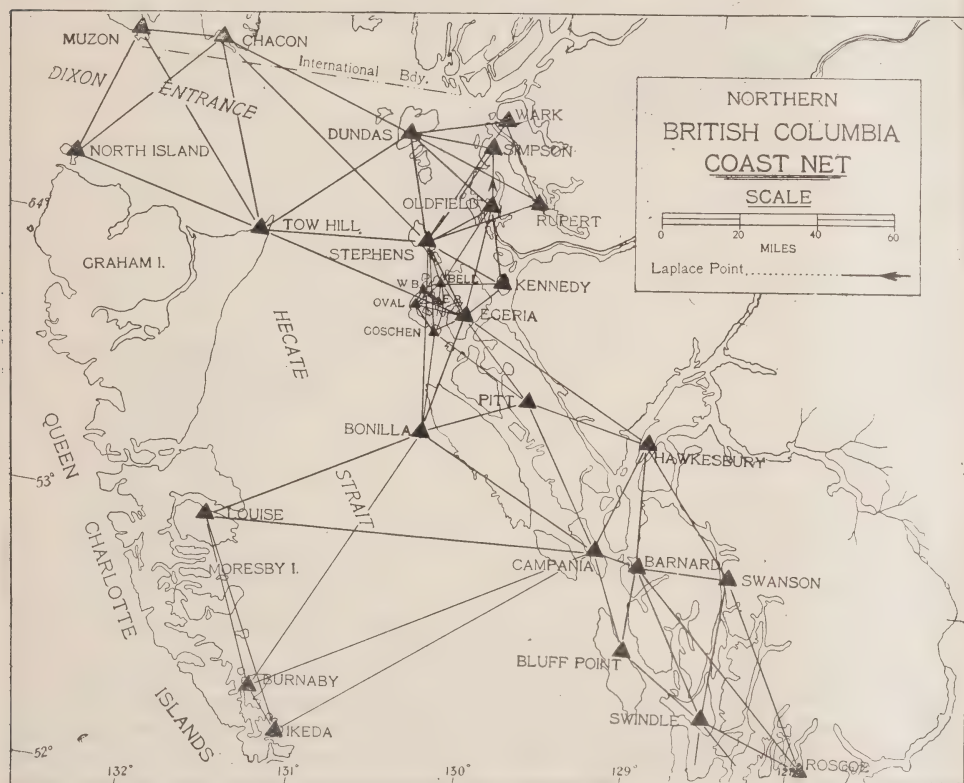 MUZON
CHACON
DIXON
ENTRANCE
International Bdy.
NORTHERN
BRITISH COLUMBIA
COAST NET
SCALE
0 20 40 60
MILES
Laplace Point
WARK
DUNDAS
SIMPSON
NORTH ISLAND
54°
OLDFIELD
RUPERT
TOW HILL
STEPHENS
GRAHAM I.
W.B.
BELL
KENNEDY
OVAL
E.B.
EGERIA
GOSCHEN
HECATE
PITT
BONILLA
QUEEN
HAWKESBURY
53°
STRAIT
LOUISE
CHARLOTTE
MORESBY I.
CAMPANIA
BARNARD
SWANSON
BLUFF POINT
BURNABY
ISLANDS
IKEDA
SWINDLE
ROSCOE
52°
132° 131° 130° 129°